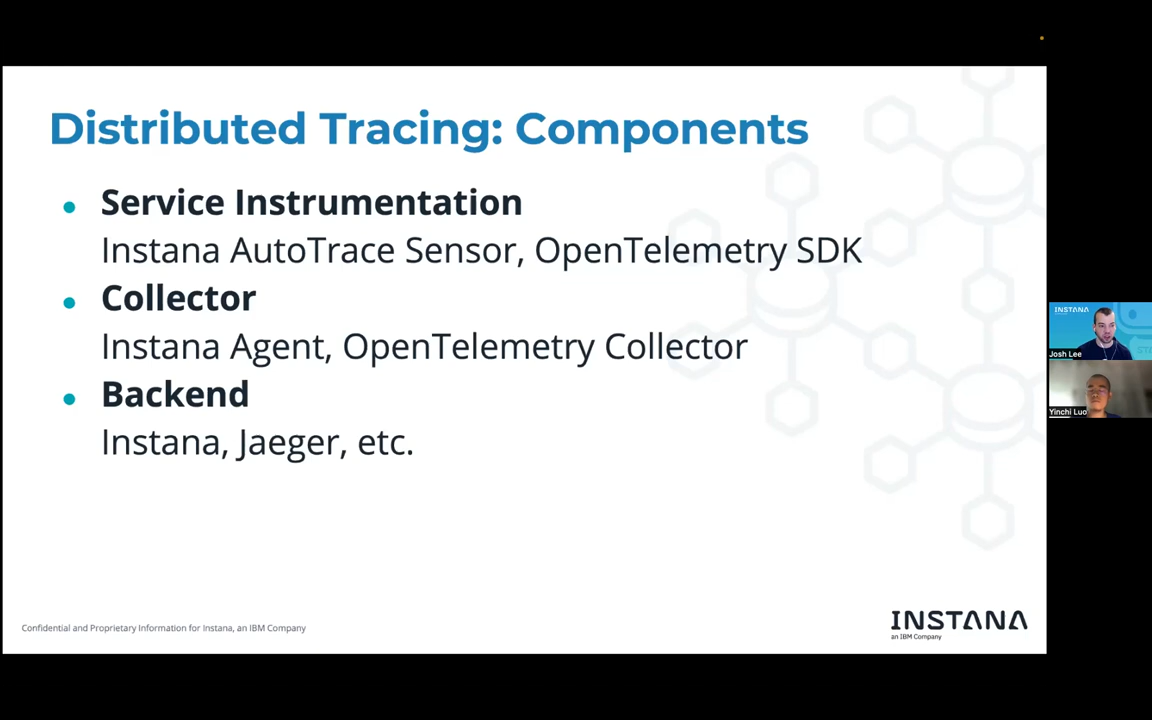 Distributed Tracing: Components
Service Instrumentation
Instana AutoTrace Sensor, OpenTelemetry SDK
Collector
Instana Agent, OpenTelemetry Collector
Backend
Instana, Jaeger, etc.
Confidential and Proprietary Information for Instana, an IBM Company
INSTANA
an IBM Company
INSTANA
Josh Lee
Yinchi Luo